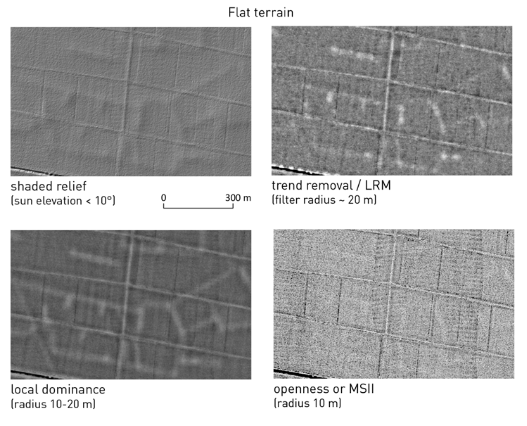 Flat terrain
shaded relief
(sun elevation < 10°)
0 300 m
trend removal / LRM
(filter radius ~ 20 m)
local dominance
(radius 10-20 m)
openness or MSII
(radius 10 m)